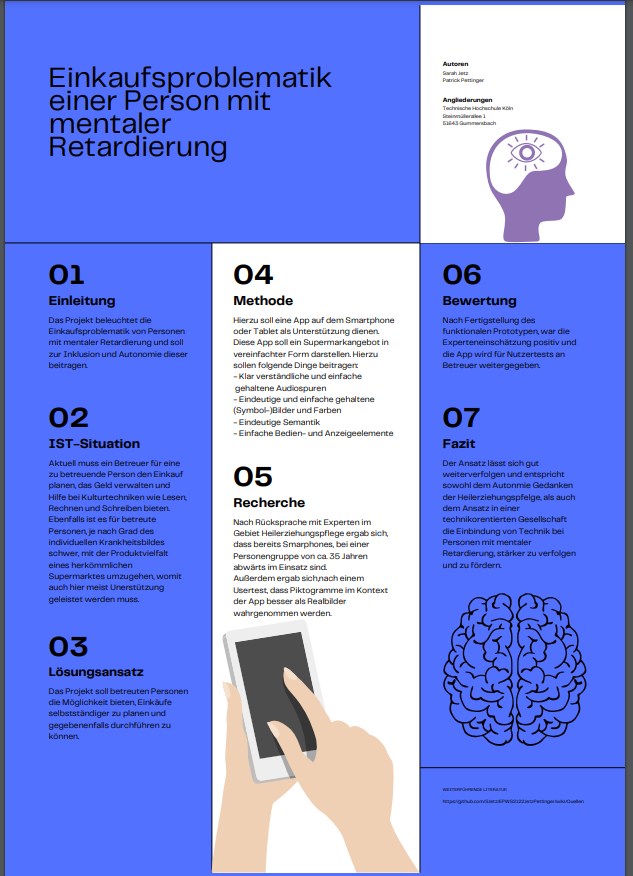 Einkaufsproblematik
einer Person mit
mentaler
Retardierung
Autoren
Sarah Jetz
Patrick Pettinger
Angliederungen
Technische Hochschule Köln
Steinmüllerallee 1
51643 Gummersbach
01
Einleitung
Das Projekt beleuchtet die
Einkaufsproblematik von Personen
mit mentaler Retardierung und soll
zur Inklusion und Autonomie dieser
beitragen.
02
IST-Situation
Aktuell muss ein Betreuer für eine
zu betreuende Person den Einkauf
planen, das Geld verwalten und
Hilfe bei Kulturtechniken wie Lesen,
Rechnen und Schreiben bieten.
Ebenfalls ist es für betreute
Personen, je nach Grad des
individuellen Krankheitsbildes
schwer, mit der Produktvielfalt
eines herkömmlichen
Supermarktes umzugehen, womit
auch hier meist Unerstützung
geleistet werden muss.
03
Lösungsansatz
Das Projekt soll betreuten Personen
die Möglichkeit bieten, Einkäufe
selbstständiger zu planen und
gegebenenfalls durchführen zu
können.
04
Methode
Hierzu soll eine App auf dem Smartphone
oder Tablet als Unterstützung dienen.
Diese App soll ein Supermarkangebot in
vereinfachter Form darstellen. Hierzu
sollen folgende Dinge beitragen:
- Klar verständliche und einfache
gehaltene Audiospuren
- Eindeutige und einfache gehaltene
(Symbol-)Bilder und Farben
- Eindeutige Semantik
- Einfache Bedien- und Anzeigeelemente
05
Recherche
Nach Rücksprache mit Experten im
Gebiet Heilerziehungspflege ergab sich,
dass bereits Smarphones, bei einer
Personengruppe von ca. 35 Jahren
abwärts im Einsatz sind.
Außerdem ergab sich,nach einem
Usertest, dass Piktogramme im Kontext
der App besser als Realbilder
wahrgenommen werden.
06
Bewertung
Nach Fertigstellung des
funktionalen Prototypen, war die
Experteneinschätzung positiv und
die App wird für Nutzertests an
Betreuer weitergegeben.
07
Fazit
Der Ansatz lässt sich gut
weiterverfolgen und entspricht
sowohl dem Autonmie Gedanken
der Heilerziehungspfelge, als auch
dem Ansatz in einer
technikorentierten Gesellschaft
die Einbindung von Technik bei
Personen mit mentaler
Retardierung, stärker zu verfolgen
und zu fördern.
WEITERFÜHRENDE LITERATUR